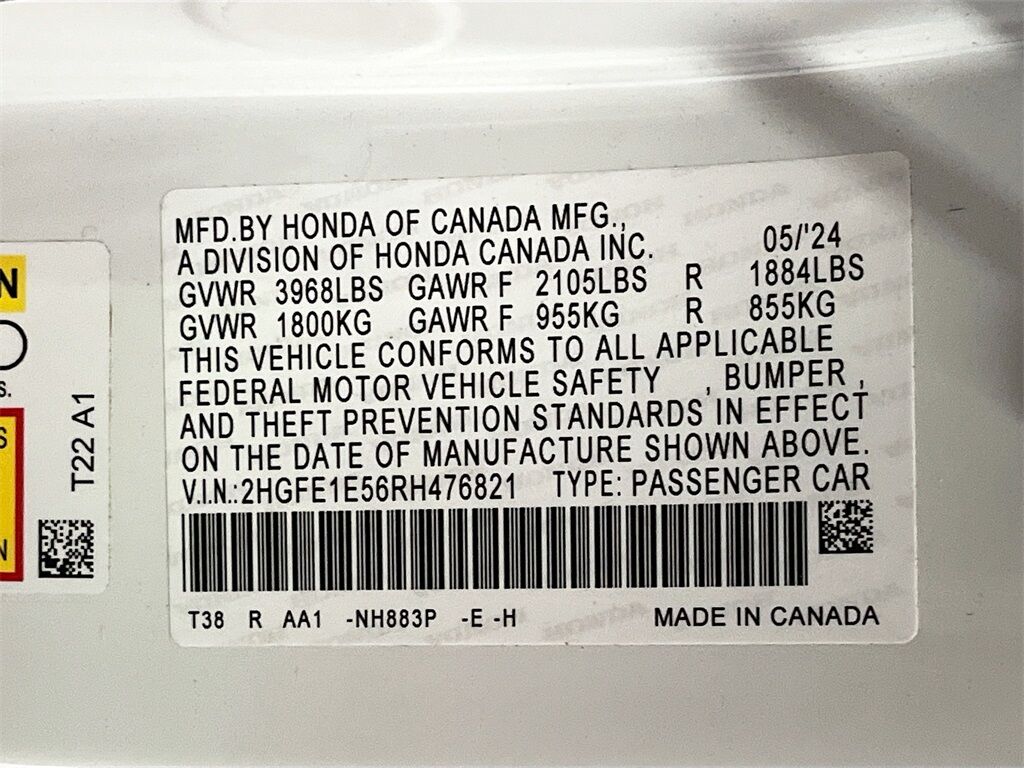 MFD.BY HONDA OF CANADA MFG.,
A DIVISION OF HONDA CANADA INC. 05/'24
GVWR 3968LBS GAWR F 2105LBS R 1884LBS
GVWR 1800KG GAWR F 955KG R 855KG
THIS VEHICLE CONFORMS TO ALL APPLICABLE
FEDERAL MOTOR VEHICLE SAFETY , BUMPER ,
AND THEFT PREVENTION STANDARDS IN EFFECT
ON THE DATE OF MANUFACTURE SHOWN ABOVE.
V.I.N.:2HGFE1E56RH476821 TYPE: PASSENGER CAR
T38 R AA1 -NH883P -E -H MADE IN CANADA
N
S.
S
N
T22 A1